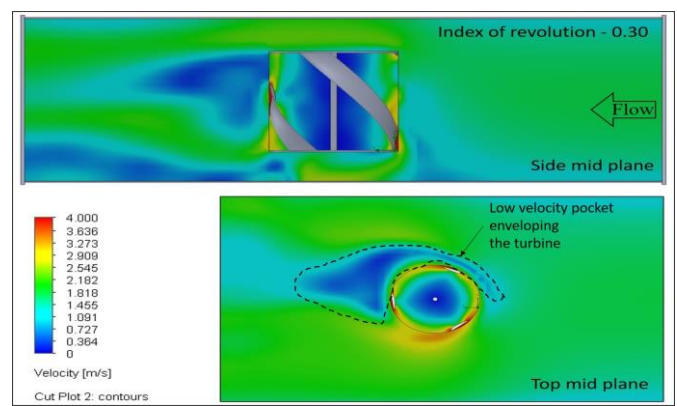 Index of revolution - 0.30
Flow
Side mid plane
Low velocity pocket
enveloping
the turbine
4.000
3.636
3.273
2.909
2.545
2.182
1.818
1.455
1.091
0.727
0.364
0
Velocity [m/s]
Cut Plot 2: contours
Top mid plane